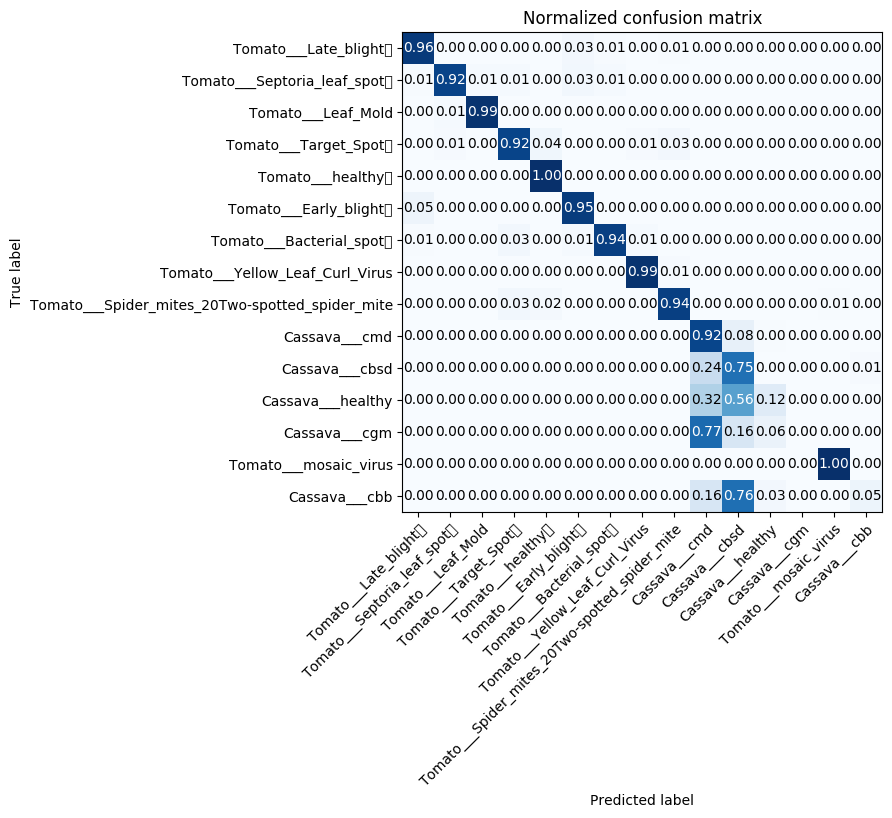 Normalized confusion matrix
True label
Tomato___Late_blight 0.96 0.00 0.00 0.00 0.00 0.03 0.01 0.00 0.01 0.00 0.00 0.00 0.00 0.00 0.00
Tomato___Septoria_leaf_spot 0.01 0.92 0.01 0.01 0.00 0.03 0.01 0.00 0.00 0.00 0.00 0.00 0.00 0.00 0.00
Tomato___Leaf_Mold 0.00 0.01 0.99 0.00 0.00 0.00 0.00 0.00 0.00 0.00 0.00 0.00 0.00 0.00 0.00
Tomato___Target_Spot 0.00 0.01 0.00 0.92 0.04 0.00 0.00 0.01 0.03 0.00 0.00 0.00 0.00 0.00 0.00
Tomato___healthy 0.00 0.00 0.00 0.00 1.00 0.00 0.00 0.00 0.00 0.00 0.00 0.00 0.00 0.00 0.00
Tomato___Early_blight 0.05 0.00 0.00 0.00 0.00 0.95 0.00 0.00 0.00 0.00 0.00 0.00 0.00 0.00 0.00
Tomato___Bacterial_spot 0.01 0.00 0.00 0.03 0.00 0.01 0.94 0.01 0.00 0.00 0.00 0.00 0.00 0.00 0.00
Tomato___Yellow_Leaf_Curl_Virus 0.00 0.00 0.00 0.00 0.00 0.00 0.00 0.99 0.01 0.00 0.00 0.00 0.00 0.00 0.00
Tomato___Spider_mites_20Two-spotted_spider_mite 0.00 0.00 0.00 0.03 0.02 0.00 0.00 0.00 0.94 0.00 0.00 0.00 0.00 0.01 0.00
Cassava___cmd 0.00 0.00 0.00 0.00 0.00 0.00 0.00 0.00 0.00 0.92 0.08 0.00 0.00 0.00 0.00
Cassava___cbsd 0.00 0.00 0.00 0.00 0.00 0.00 0.00 0.00 0.00 0.24 0.75 0.00 0.00 0.00 0.01
Cassava___healthy 0.00 0.00 0.00 0.00 0.00 0.00 0.00 0.00 0.00 0.32 0.56 0.12 0.00 0.00 0.00
Cassava___cgm 0.00 0.00 0.00 0.00 0.00 0.00 0.00 0.00 0.00 0.77 0.16 0.06 0.00 0.00 0.00
Tomato___mosaic_virus 0.00 0.00 0.00 0.00 0.00 0.00 0.00 0.00 0.00 0.00 0.00 0.00 0.00 1.00 0.00
Cassava___cbb 0.00 0.00 0.00 0.00 0.00 0.00 0.00 0.00 0.00 0.16 0.76 0.03 0.00 0.00 0.05
Tomato___Late_blight
Tomato___Septoria_leaf_spot
Tomato___Leaf_Mold
Tomato___Target_Spot
Tomato___healthy
Tomato___Early_blight
Tomato___Bacterial_spot
Tomato___Yellow_Leaf_Curl_Virus
Tomato___Spider_mites_20Two-spotted_spider_mite
Cassava___cmd
Cassava___cbsd
Cassava___healthy
Cassava___cgm
Tomato___mosaic_virus
Cassava___cbb
Predicted label